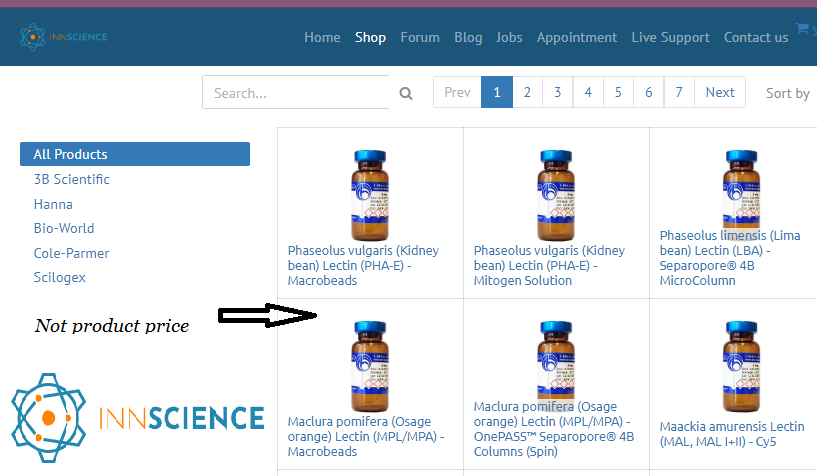 INNSCIENCE
Home Shop Forum Blog Jobs Appointment Live Support Contact us
Search...
Prev 1 2 3 4 5 6 7 Next Sort by
All Products
3B Scientific
Hanna
Bio-World
Cole-Parmer
Scilogex
Phaseolus vulgaris (Kidney
bean) Lectin (PHA-E) -
Macrobeads
Phaseolus vulgaris (Kidney
bean) Lectin (PHA-E) -
Mitogen Solution
Phaseolus limensis (Lima
bean) Lectin (LBA) -
Separopore® 4B
MicroColumn
Not product price
Maclura pomifera (Osage
orange) Lectin (MPL/MPA) -
Macrobeads
Maclura pomifera (Osage
orange) Lectin (MPL/MPA) -
OnePASS™ Separopore® 4B
Columns (Spin)
Maackia amurensis Lectin
(MAL, MAL I+II) - Cy5
INNSCIENCE